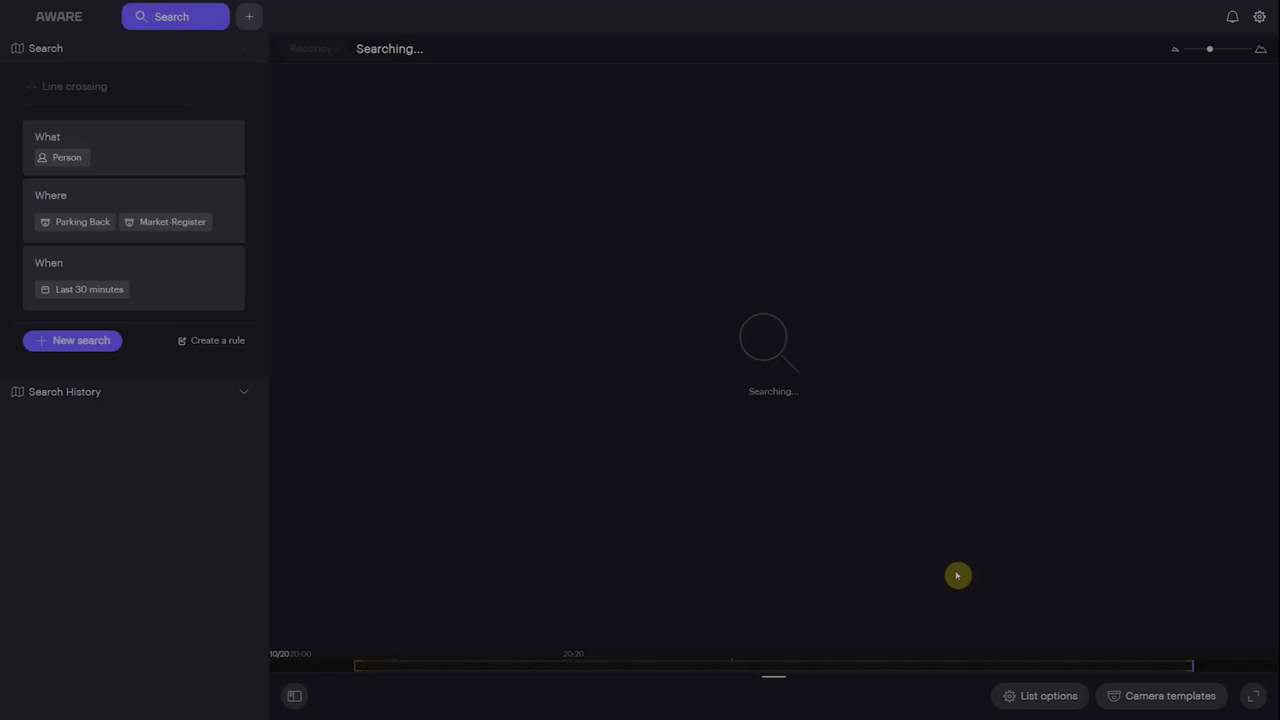 AWARE
Search
+
Search
Recency
Searching...
Line crossing
What
Person
Where
Parking Back
Market-Register
When
Last 30 minutes
+ New search
Create a rule
Search History
Searching...
10/20 20:00
20:20
List options
Camera templates